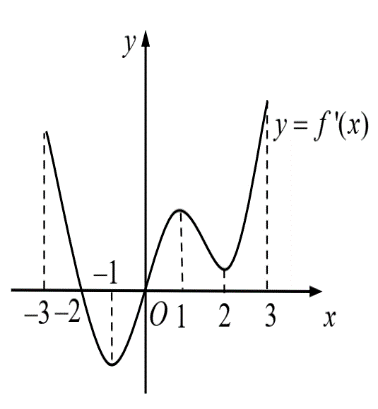 y
y = f'(x)
−1
−3 −2 O 1 2 3 x